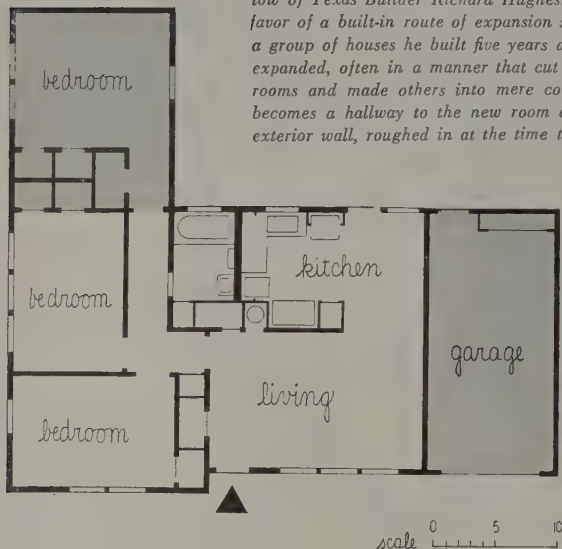 low of Texas Builder Richard Hughes.
favor of a built-in route of expansion s
a group of houses he built five years a
expanded, often in a manner that cut
rooms and made others into mere co
becomes a hallway to the new room a
exterior wall, roughed in at the time t
bedroom
bedroom
kitchen
garage
living
bedroom
scale 0 5 10